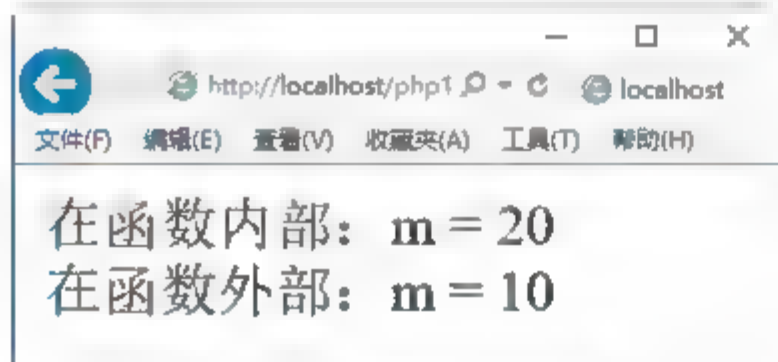 http://localhost/php1
localhost
文件(F) 编辑(E) 查看(V) 收藏夹(A) 工具(T) 帮助(H)
在函数内部：m = 20
在函数外部：m = 10